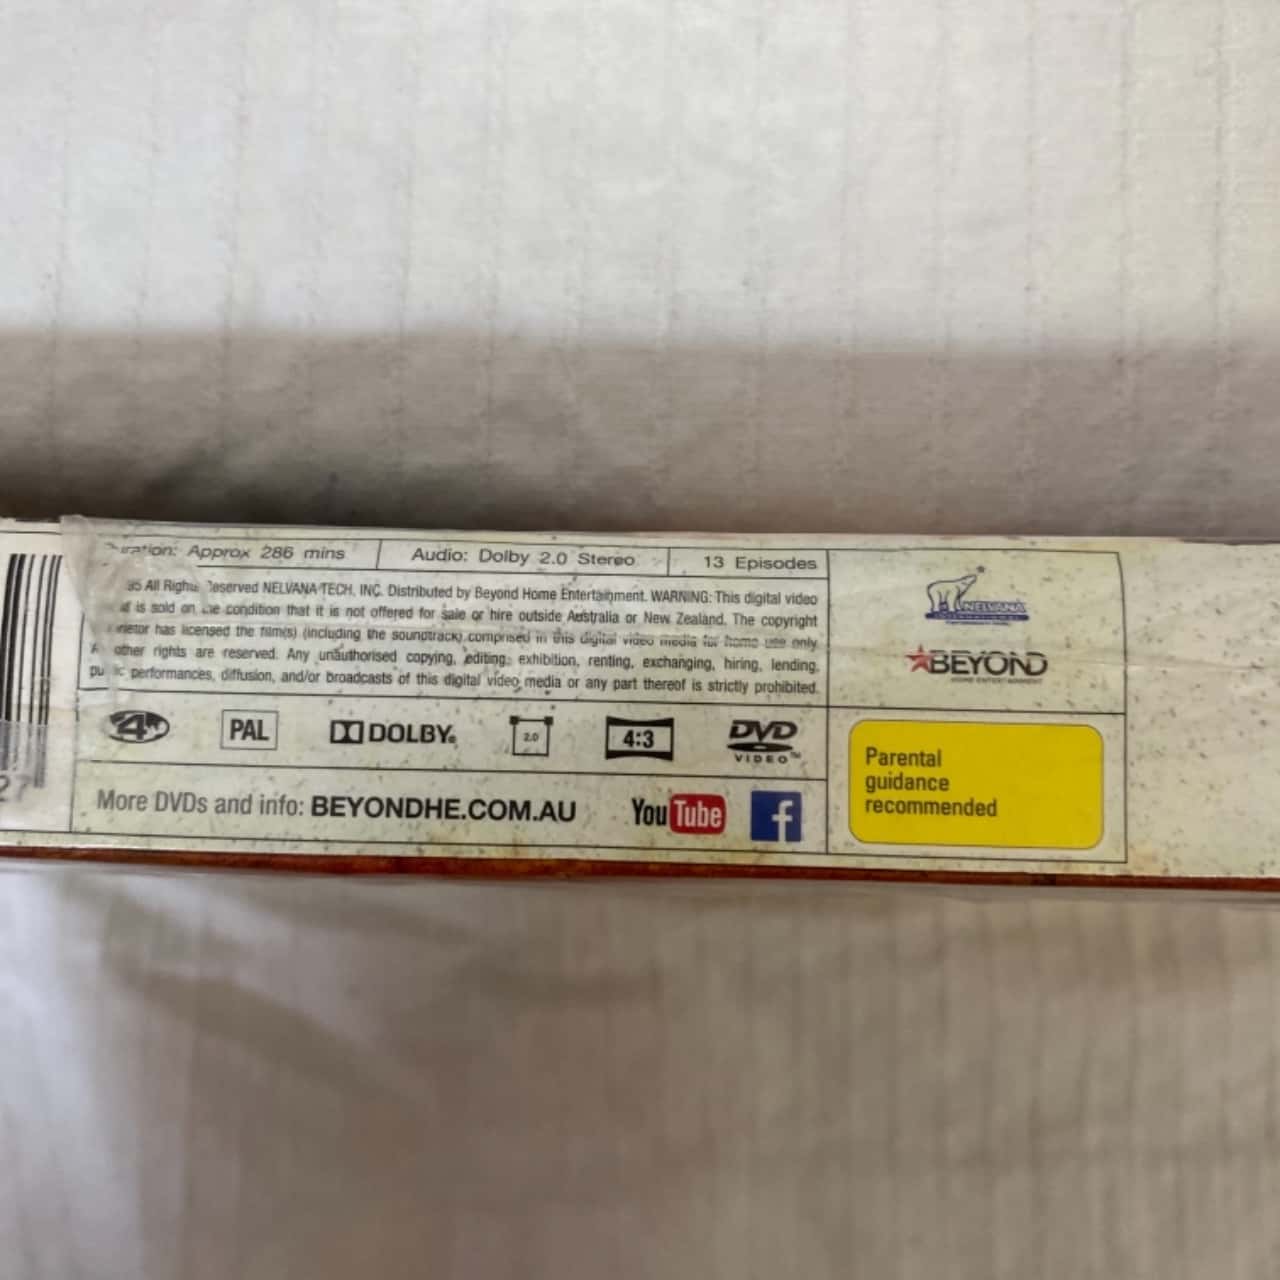 Approx 286 mins
Audio: Dolby 2.0 Stereo
13 Episodes
All NELVANA TECH, INC. Distributed by Beyond Home Entertainment. WARNING: This digital video
is sold on the condition that it is not offered for sale or hire outside Australia or New Zealand. The copyright
has licensed the film(s) (including the soundtrack) comprised in this digital video media for home use only
other rights are reserved. Any unauthorised copying, editing, exhibition, renting, exchanging, hiring, lending,
performances, diffusion, and/or broadcasts of this digital video media or any part thereof is strictly prohibited.
4
PAL
DOLBY
2.0
4:3
DVD
VIDEO™
More DVDs and info: BEYONDHE.COM.AU
YouTube
f
NELVANA
INTERNATIONAL
BEYOND
HOME ENTERTAINMENT
Parental
guidance
recommended